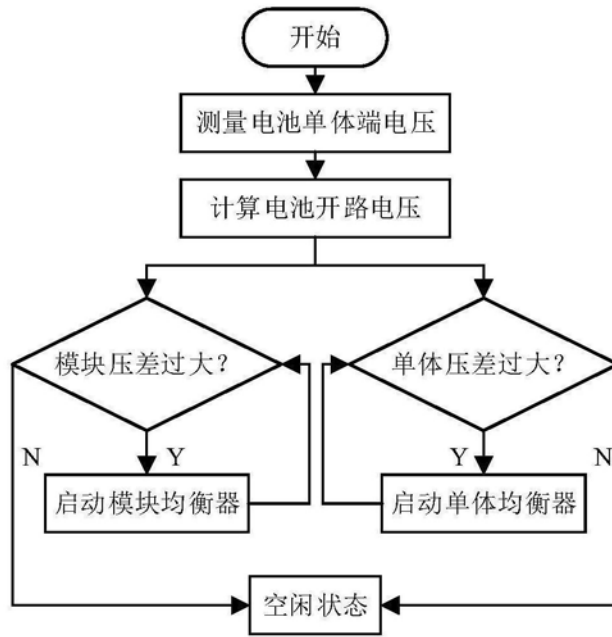 开始
测量电池单体端电压
计算电池开路电压
模块压差过大?
单体压差过大?
N
Y
Y
N
启动模块均衡器
启动单体均衡器
空闲状态